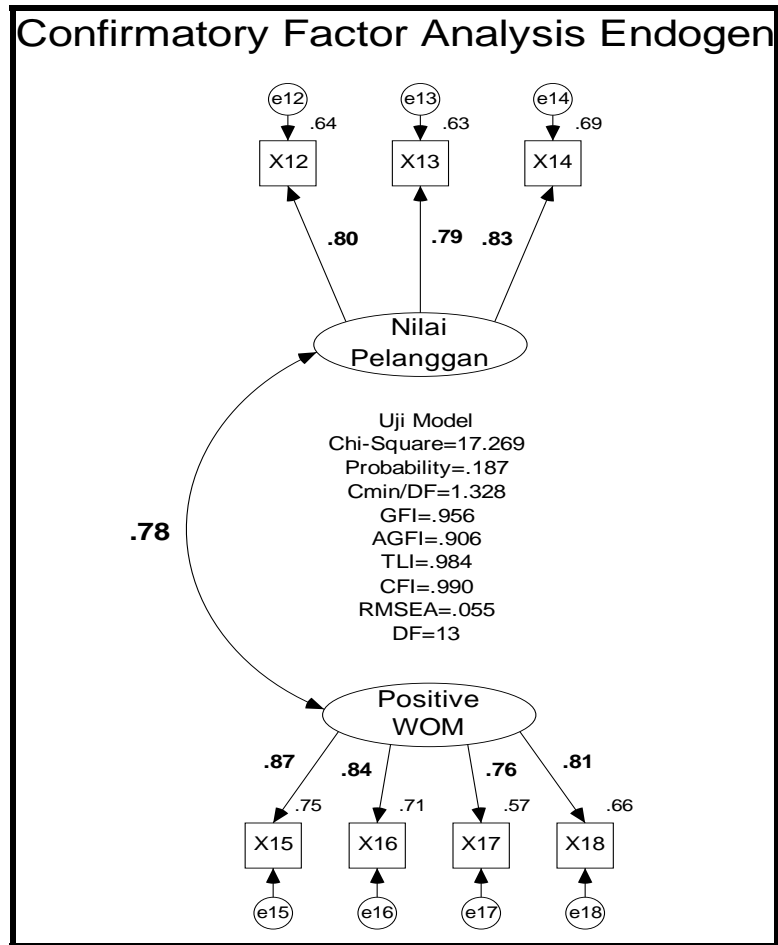 Confirmatory Factor Analysis Endogen
e12 e13 e14
.64 .63 .69
X12 X13 X14
.80 .79 .83
Nilai
Pelanggan
Uji Model
Chi-Square=17.269
Probability=.187
Cmin/DF=1.328
GFI=.956
AGFI=.906
TLI=.984
CFI=.990
RMSEA=.055
DF=13
.78
Positive
WOM
.87 .84 .76 .81
.75 .71 .57 .66
X15 X16 X17 X18
e15 e16 e17 e18